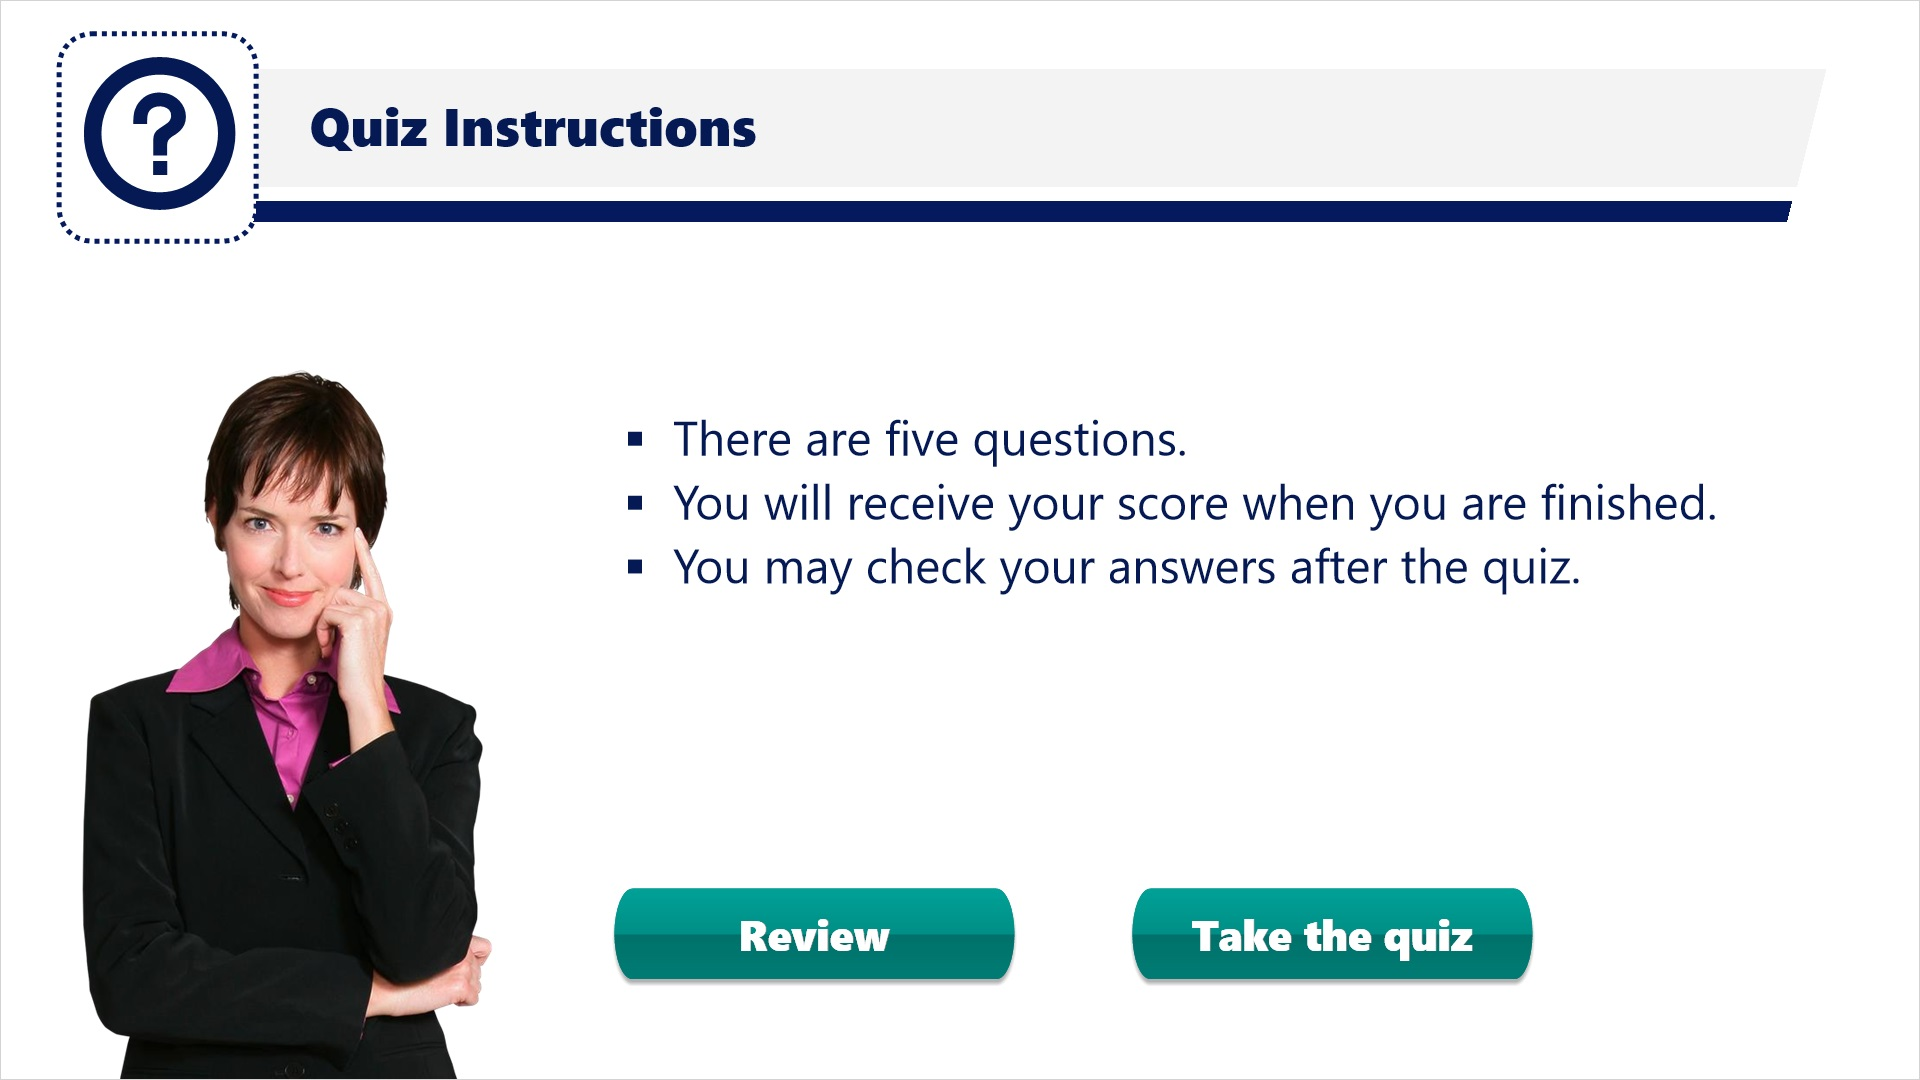 Quiz Instructions
▪ There are five questions.
▪ You will receive your score when you are finished.
▪ You may check your answers after the quiz.
Review
Take the quiz